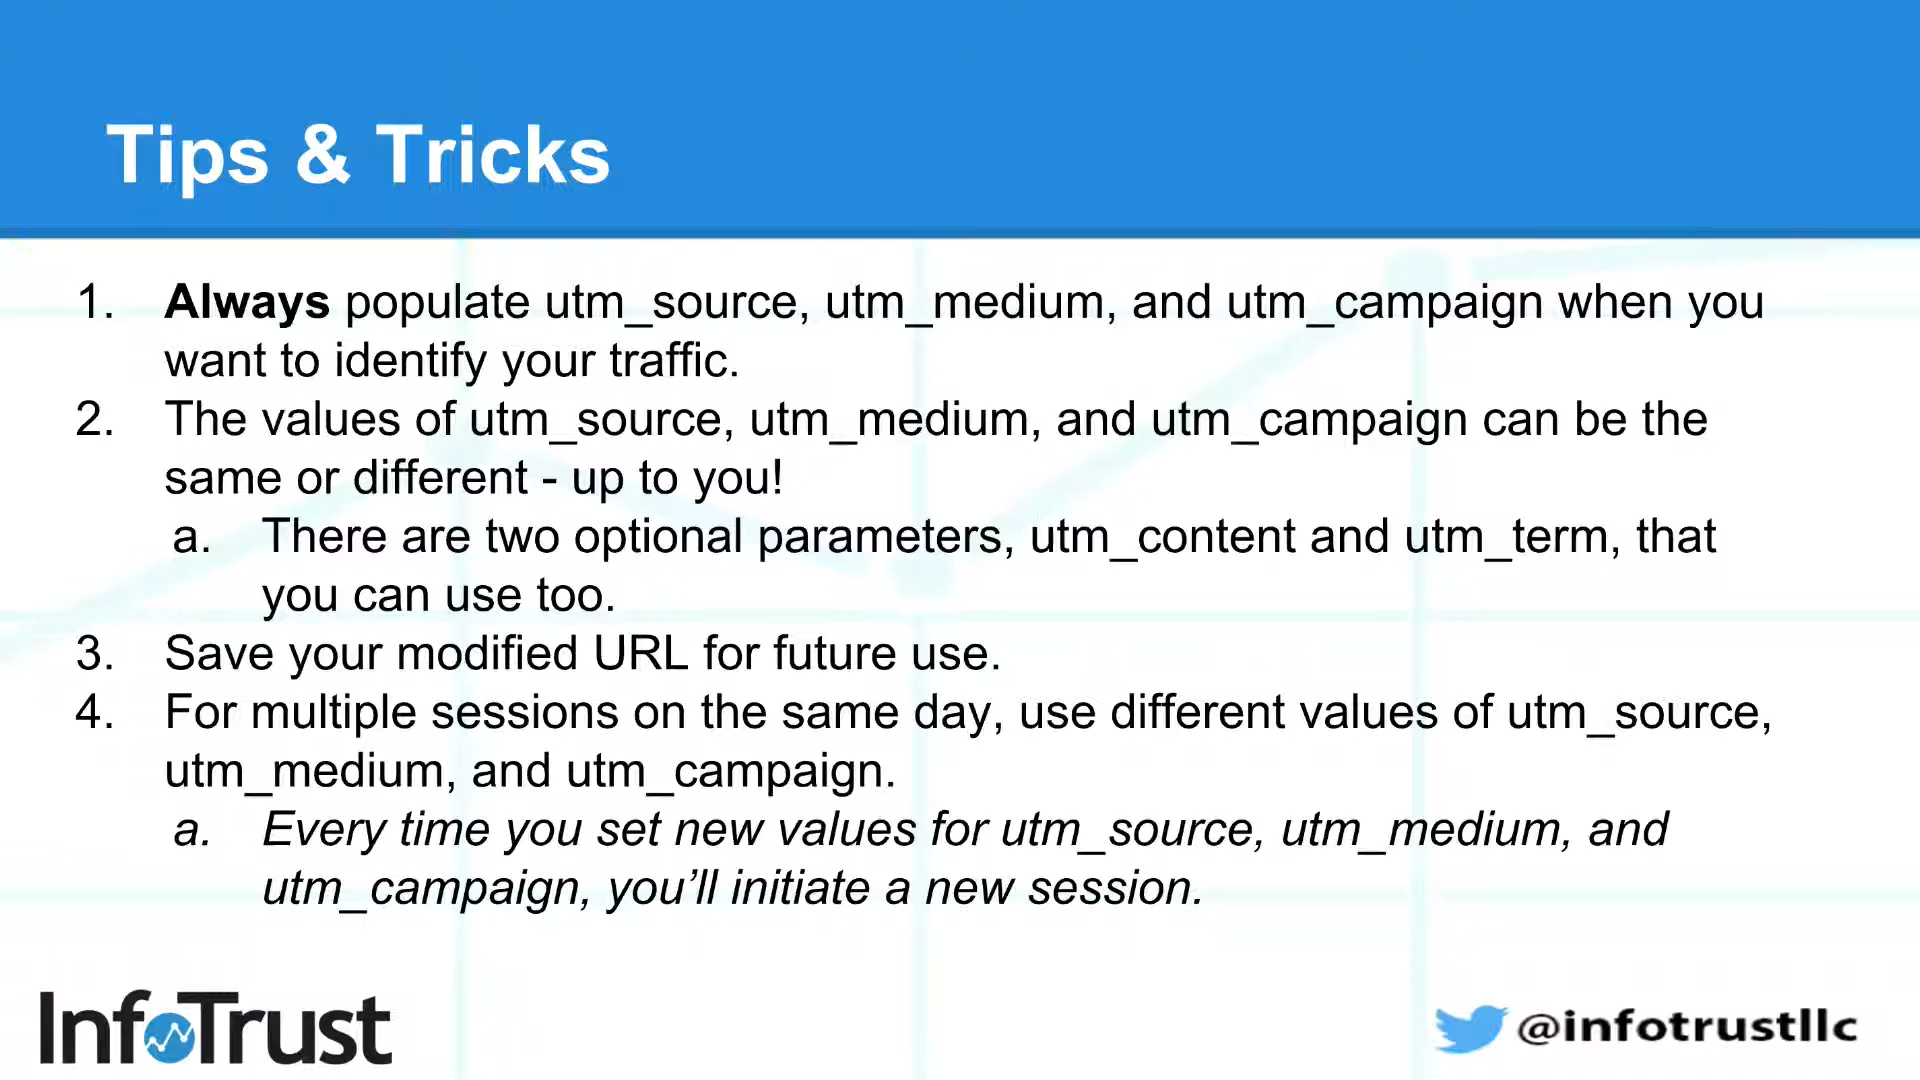 Tips & Tricks
1. Always populate utm_source, utm_medium, and utm_campaign when you
want to identify your traffic.
2. The values of utm_source, utm_medium, and utm_campaign can be the
same or different - up to you!
a. There are two optional parameters, utm_content and utm_term, that
you can use too.
3. Save your modified URL for future use.
4. For multiple sessions on the same day, use different values of utm_source,
utm_medium, and utm_campaign.
a. Every time you set new values for utm_source, utm_medium, and
utm_campaign, you’ll initiate a new session.
InfoTrust
@infotrustllc